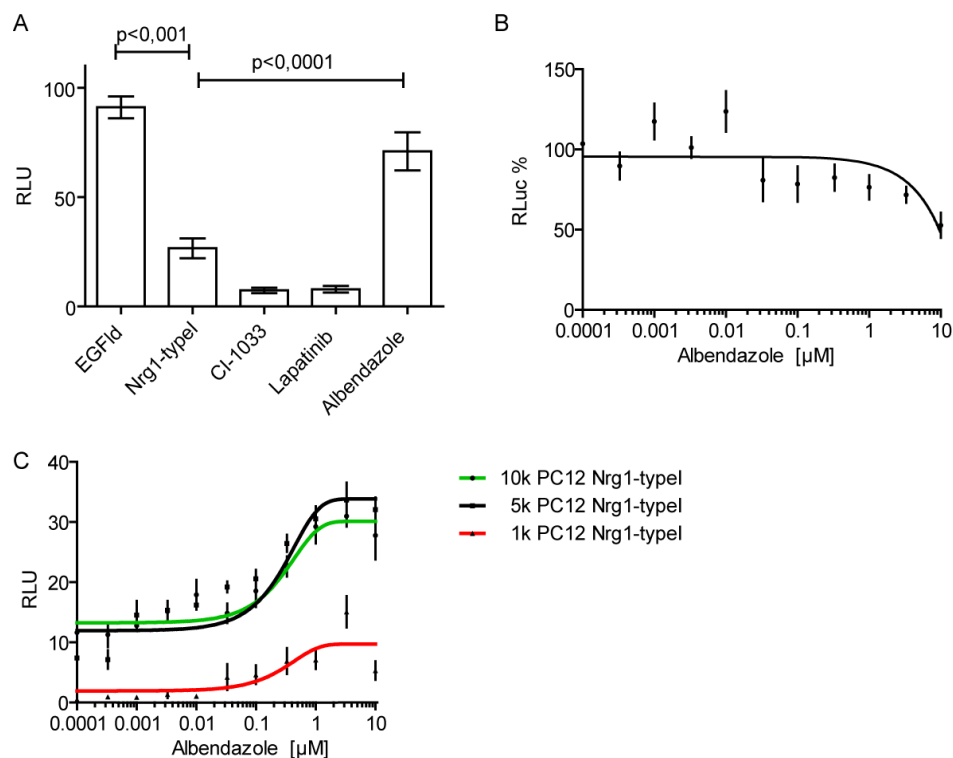 A
p<0,001
p<0,0001
100
50
0
RLU
EGFld
Nrg1-typeI
CI-1033
Lapatinib
Albendazole
B
150
100
50
0
RLuc %
0.0001 0.001 0.01 0.1 1 10
Albendazole [µM]
C
40
30
20
10
0
RLU
0.0001 0.001 0.01 0.1 1 10
Albendazole [µM]
10k PC12 Nrg1-typeI
5k PC12 Nrg1-typeI
1k PC12 Nrg1-typeI